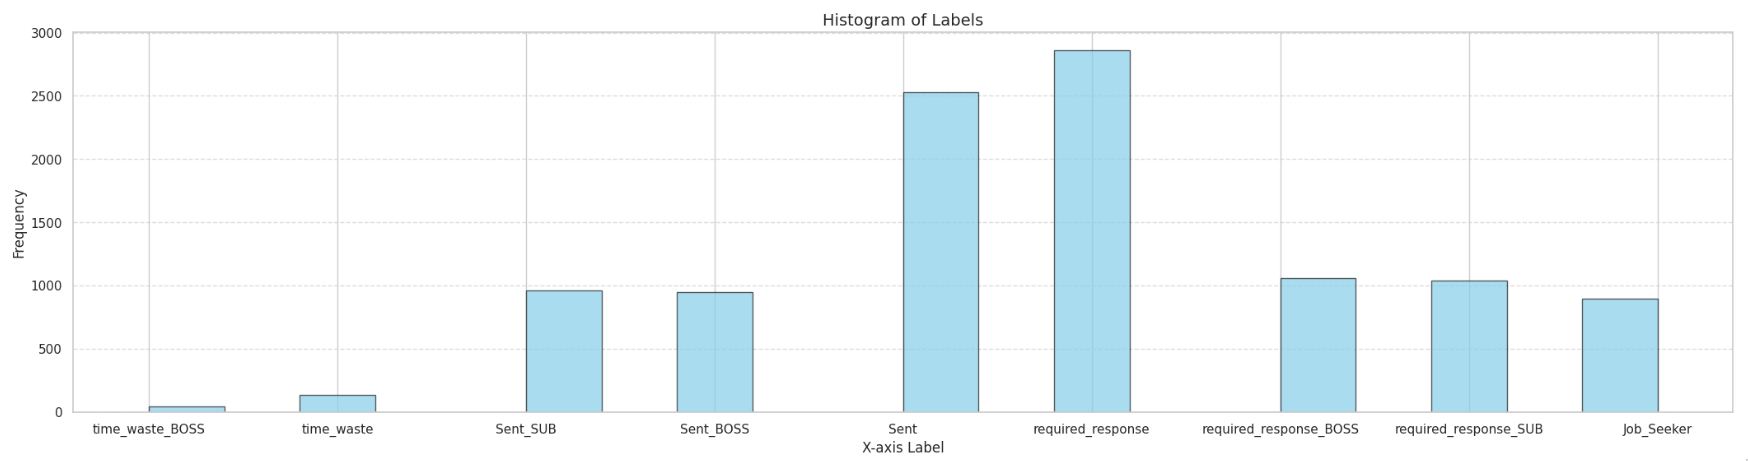 Histogram of Labels
3000
2500
2000
1500
1000
500
0
Frequency
time_waste_BOSS time_waste Sent_SUB Sent_BOSS Sent required_response required_response_BOSS required_response_SUB Job_Seeker
X-axis Label